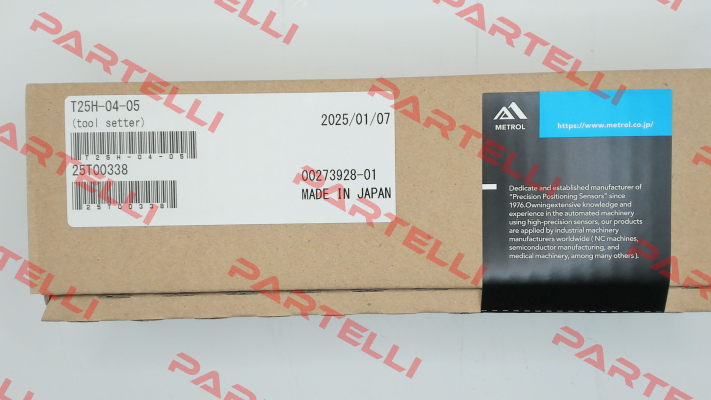 T25H-04-05
(tool setter)
2025/01/07
T25H-04-05
25T00338
25T00338
00273928-01
MADE IN JAPAN
METROL
https://www.metrol.co.jp/
Dedicate and established manufacturer of
"Precision Positioning Sensors" since
1976.Owningextensive knowledge and
experience in the automated machinery
using high-precision sensors, our products
are applied by industrial machinery
manufacturers worldwide ( NC machines,
semiconductor manufacturing, and
medical machinery, among many others ).
PARTELLI
PARTELLI
PARTELLI
PARTELLI
PARTELLI
PARTELLI
PARTELLI
PARTELLI
PARTELLI